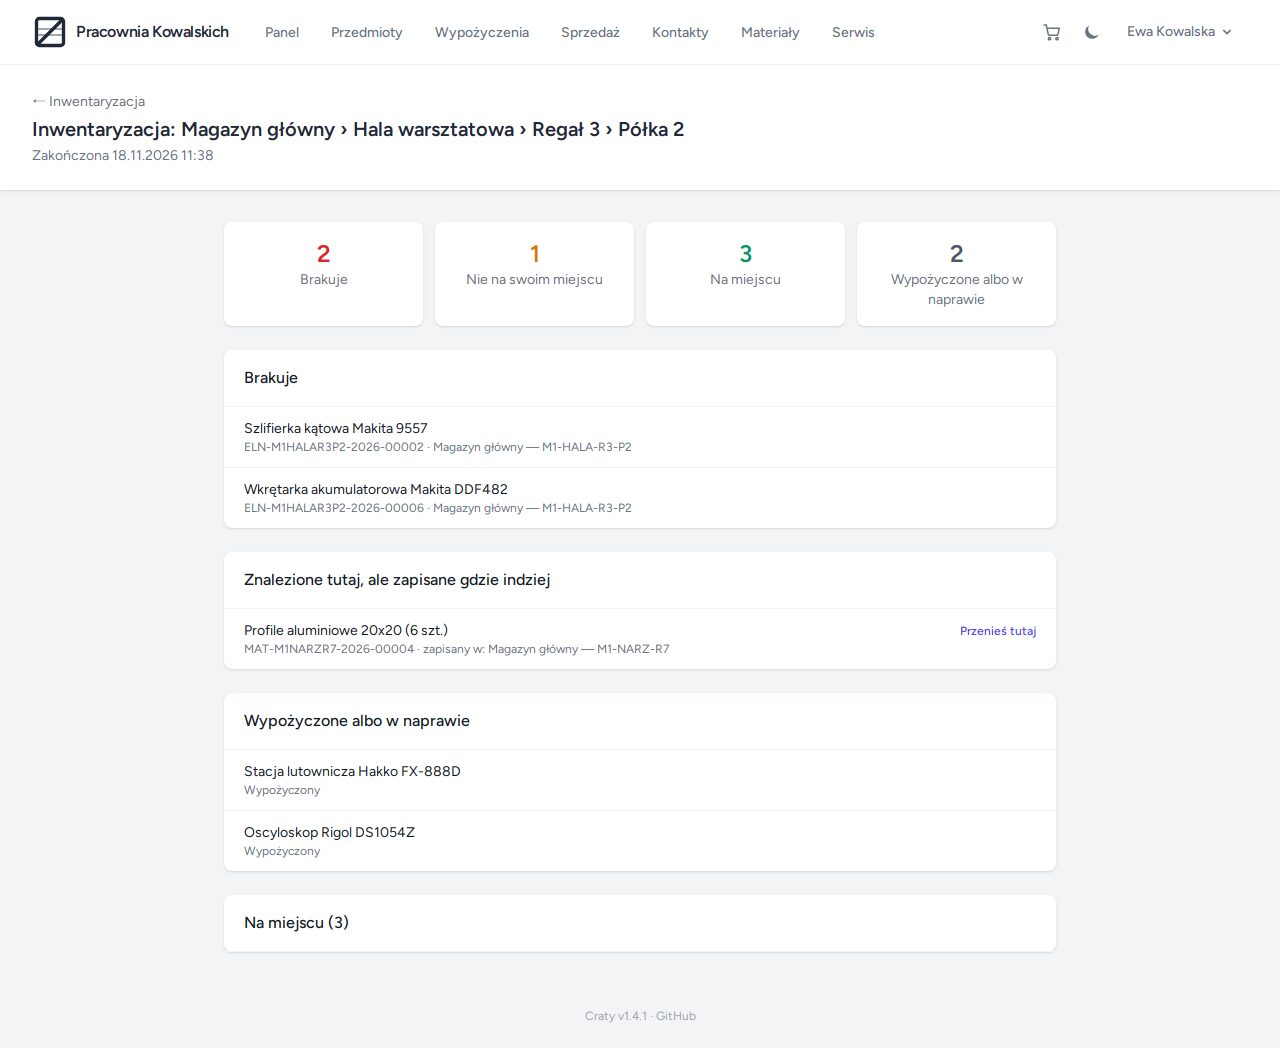 Pracownia Kowalskich
Panel
Przedmioty
Wypożyczenia
Sprzedaż
Kontakty
Materiały
Serwis
Ewa Kowalska
← Inwentaryzacja
Inwentaryzacja: Magazyn główny › Hala warsztatowa › Regał 3 › Półka 2
Zakończona 18.11.2026 11:38
2
Brakuje
1
Nie na swoim miejscu
3
Na miejscu
2
Wypożyczone albo w
naprawie
Brakuje
Szlifierka kątowa Makita 9557
ELN-M1HALAR3P2-2026-00002 · Magazyn główny — M1-HALA-R3-P2
Wkrętarka akumulatorowa Makita DDF482
ELN-M1HALAR3P2-2026-00006 · Magazyn główny — M1-HALA-R3-P2
Znalezione tutaj, ale zapisane gdzie indziej
Profile aluminiowe 20x20 (6 szt.)
Przenieś tutaj
MAT-M1NARZR7-2026-00004 · zapisany w: Magazyn główny — M1-NARZ-R7
Wypożyczone albo w naprawie
Stacja lutownicza Hakko FX-888D
Wypożyczony
Oscyloskop Rigol DS1054Z
Wypożyczony
Na miejscu (3)
Craty v1.4.1 · GitHub